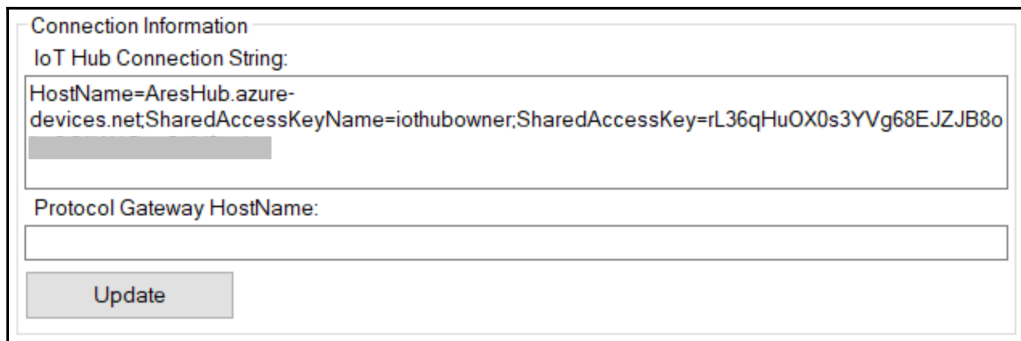 Connection Information
IoT Hub Connection String:
HostName=AresHub.azure-
devices.net;SharedAccessKeyName=iothubowner;SharedAccessKey=rL36qHuOX0s3YVg68EJZJB8o
Protocol Gateway HostName:
Update